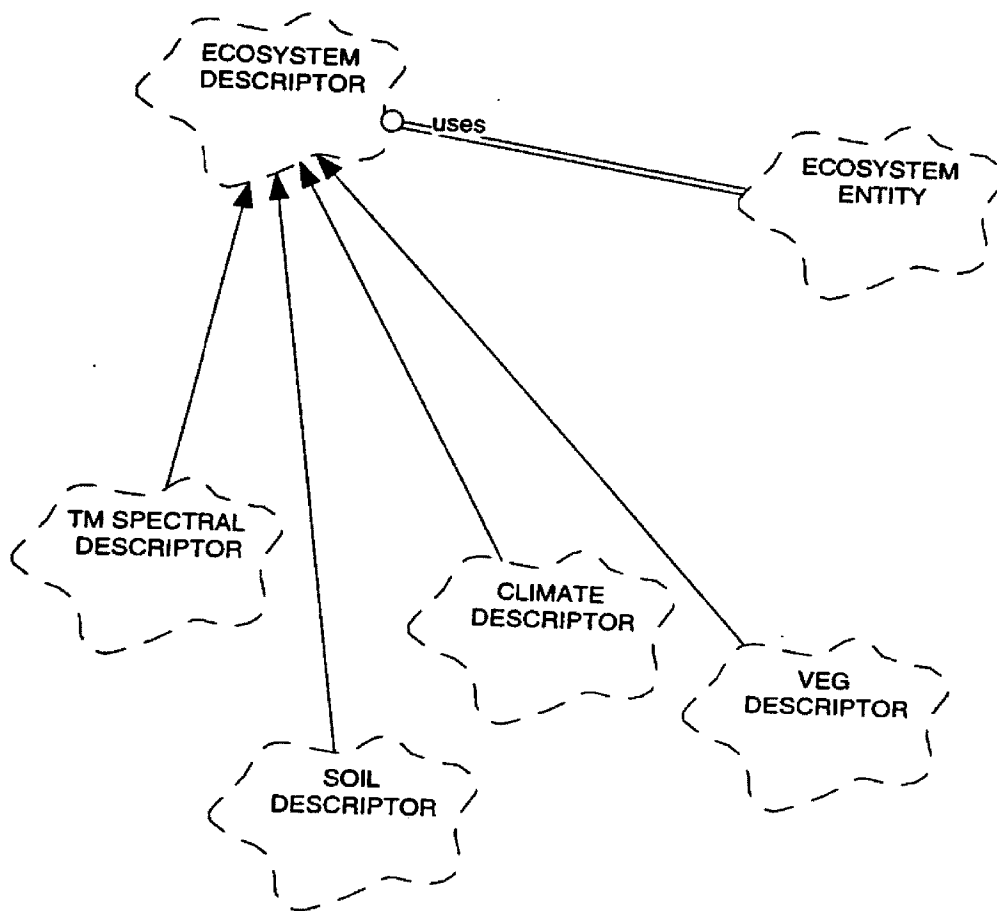 ECOSYSTEM
DESCRIPTOR
uses
ECOSYSTEM
ENTITY
TM SPECTRAL
DESCRIPTOR
CLIMATE
DESCRIPTOR
VEG
DESCRIPTOR
SOIL
DESCRIPTOR